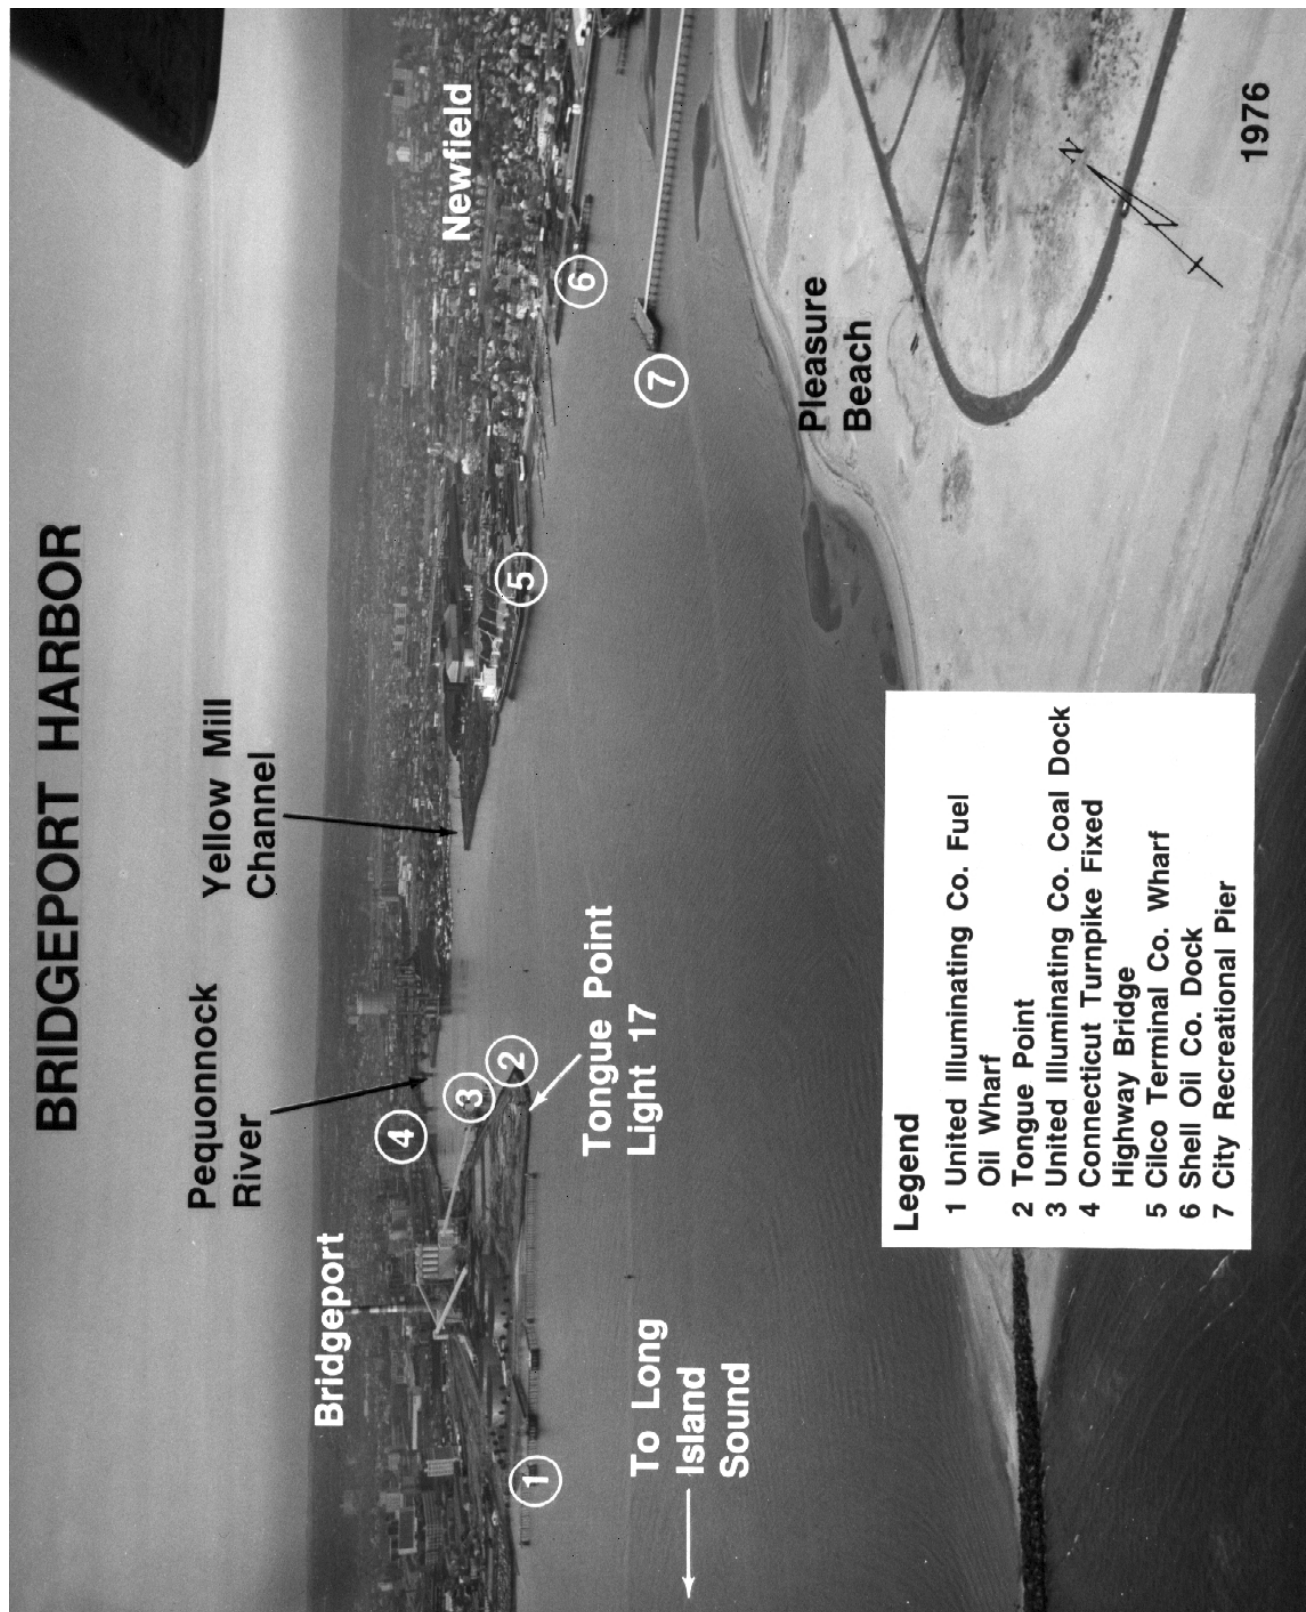 BRIDGEPORT HARBOR
Pequonnock
River
Yellow Mill
Channel
Bridgeport
Newfield
4
3
2
5
6
7
1
Tongue Point
Light 17
To Long
Island
Sound
Pleasure
Beach
N
1976
Legend
1 United Illuminating Co. Fuel
Oil Wharf
2 Tongue Point
3 United Illuminating Co. Coal Dock
4 Connecticut Turnpike Fixed
Highway Bridge
5 Cilco Terminal Co. Wharf
6 Shell Oil Co. Dock
7 City Recreational Pier